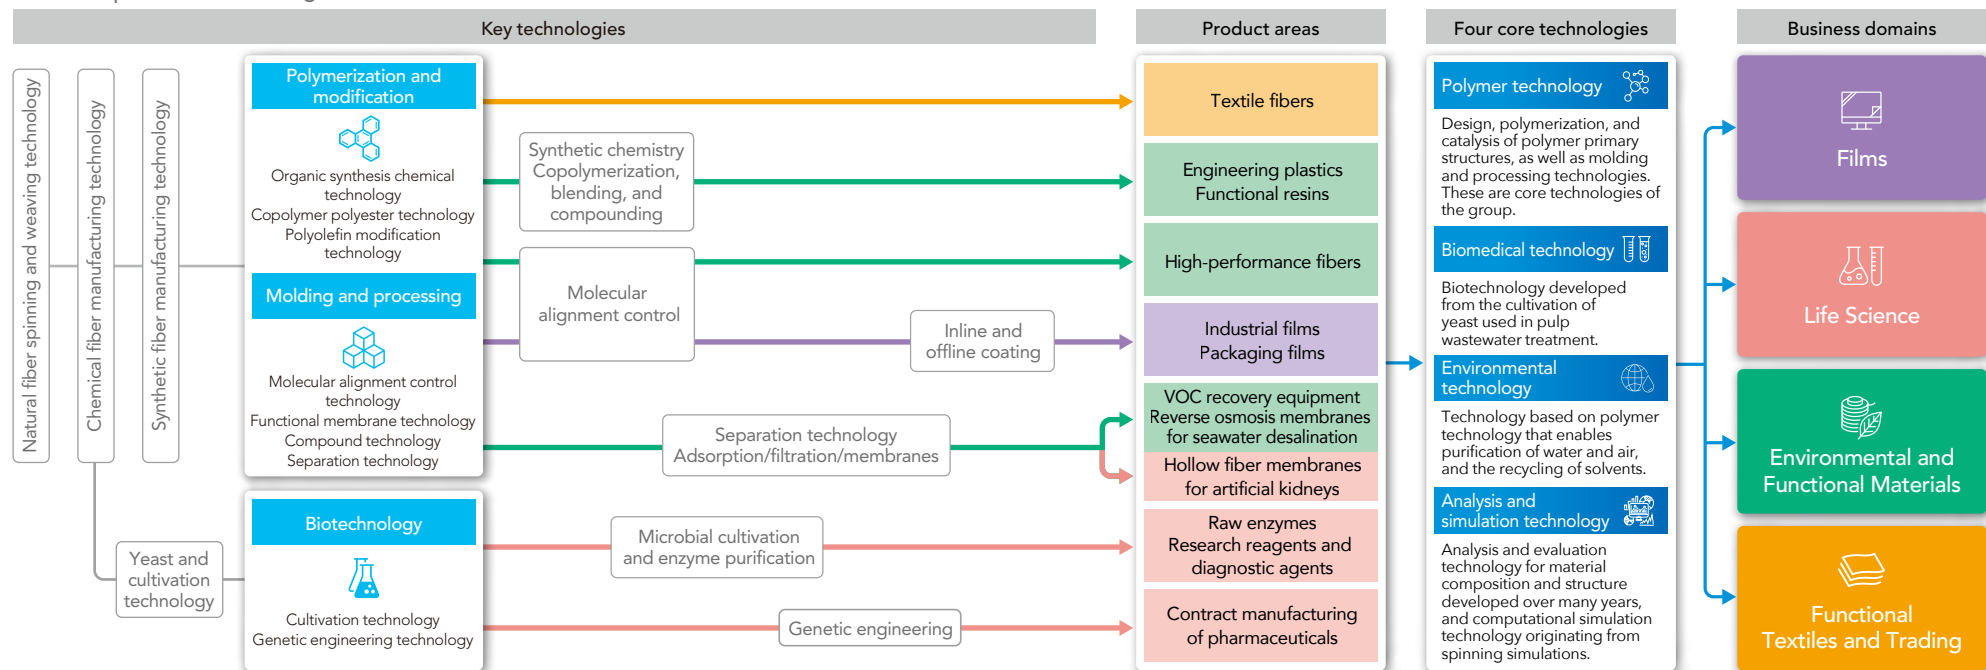 Key technologies
Product areas
Four core technologies
Business domains
Natural fiber spinning and weaving technology
Chemical fiber manufacturing technology
Synthetic fiber manufacturing technology
Yeast and
cultivation
technology
Polymerization and
modification
Organic synthesis chemical
technology
Copolymer polyester technology
Polyolefin modification
technology
Molding and processing
Molecular alignment control
technology
Functional membrane technology
Compound technology
Separation technology
Biotechnology
Cultivation technology
Genetic engineering technology
Synthetic chemistry
Copolymerization,
blending, and
compounding
Molecular
alignment control
Inline and
offline coating
Separation technology
Adsorption/filtration/membranes
Microbial cultivation
and enzyme purification
Genetic engineering
Textile fibers
Engineering plastics
Functional resins
High-performance fibers
Industrial films
Packaging films
VOC recovery equipment
Reverse osmosis membranes
for seawater desalination
Hollow fiber membranes
for artificial kidneys
Raw enzymes
Research reagents and
diagnostic agents
Contract manufacturing
of pharmaceuticals
Polymer technology
Design, polymerization, and
catalysis of polymer primary
structures, as well as molding
and processing technologies.
These are core technologies of
the group.
Biomedical technology
Biotechnology developed
from the cultivation of
yeast used in pulp
wastewater treatment.
Environmental
technology
Technology based on polymer
technology that enables
purification of water and air,
and the recycling of solvents.
Analysis and
simulation technology
Analysis and evaluation
technology for material
composition and structure
developed over many years,
and computational simulation
technology originating from
spinning simulations.
Films
Life Science
Environmental and
Functional Materials
Functional
Textiles and Trading